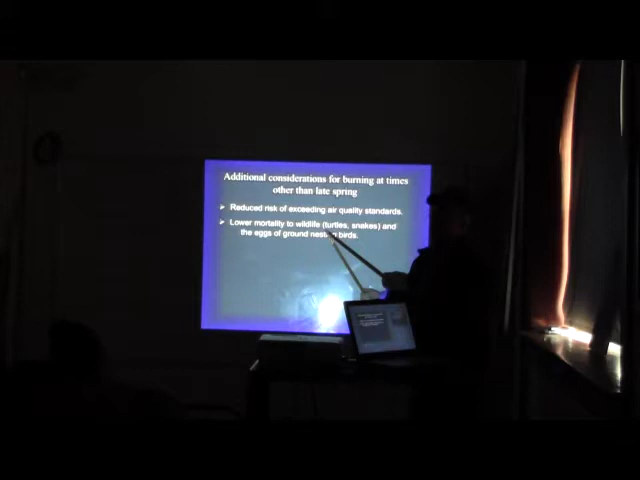 Additional considerations for burning at times
other than late spring
➢ Reduced risk of exceeding air quality standards.
➢ Lower mortality to wildlife (turtles, snakes) and
the eggs of ground nesting birds.